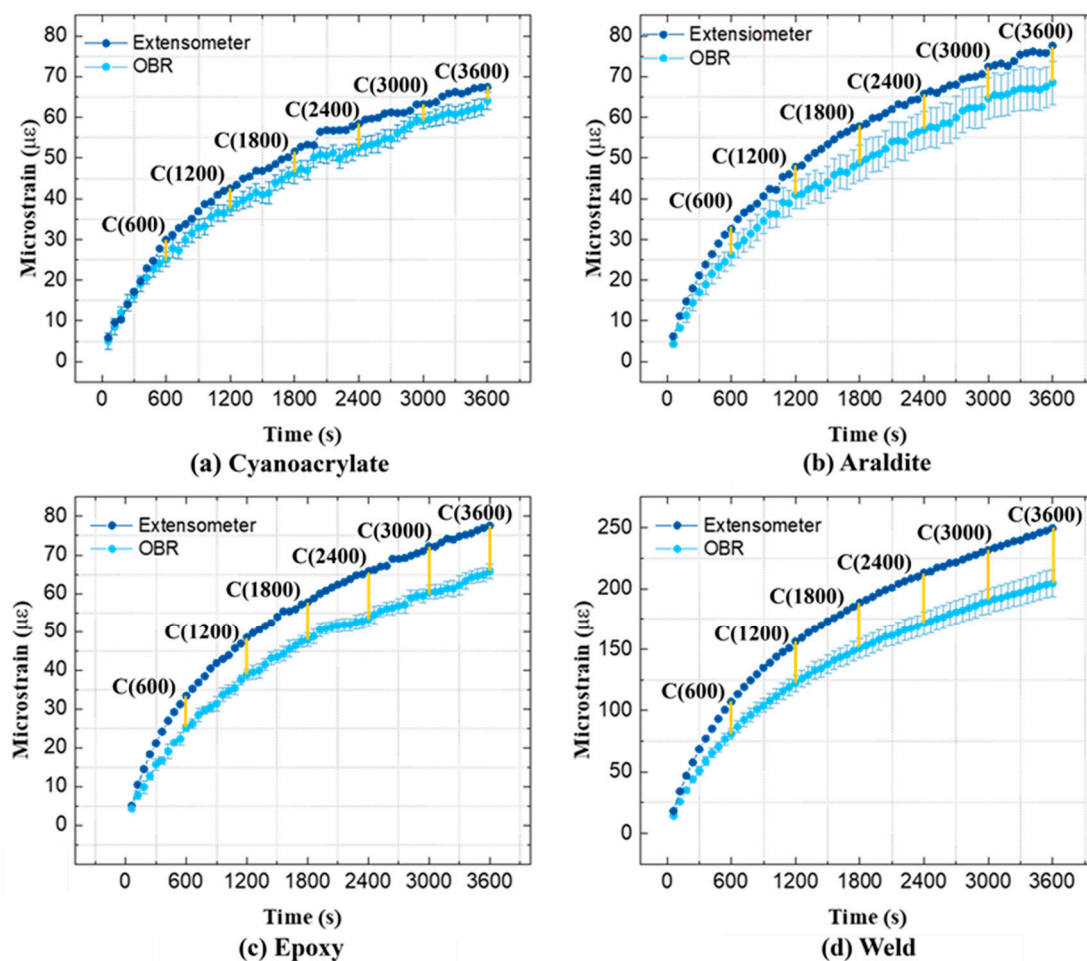 80
70
60
50
40
30
20
10
0
Microstrain (με)
Extensometer
OBR
C(600)
C(1200)
C(1800)
C(2400)
C(3000)
C(3600)
0 600 1200 1800 2400 3000 3600
Time (s)
(a) Cyanoacrylate
80
70
60
50
40
30
20
10
0
Microstrain (με)
Extensiometer
OBR
C(600)
C(1200)
C(1800)
C(2400)
C(3000)
C(3600)
0 600 1200 1800 2400 3000 3600
Time (s)
(b) Araldite
80
70
60
50
40
30
20
10
0
Microstrain (με)
Extensometer
OBR
C(600)
C(1200)
C(1800)
C(2400)
C(3000)
C(3600)
0 600 1200 1800 2400 3000 3600
Time (s)
(c) Epoxy
250
200
150
100
50
0
Microstrain (με)
Extensometer
OBR
C(600)
C(1200)
C(1800)
C(2400)
C(3000)
C(3600)
0 600 1200 1800 2400 3000 3600
Time (s)
(d) Weld